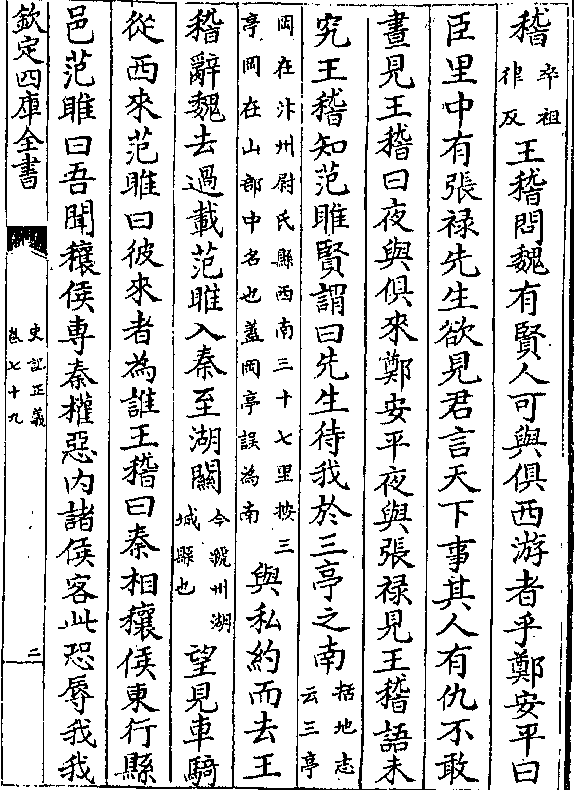 稽卒祖律反王稽問魏有賢人可與俱西游者乎鄭安平曰
臣里中有張禄先生欲見君言天下事其人有仇不敢
晝見王稽曰夜與俱來鄭安平夜與張禄見王稽語未
究王稽知范睢賢謂曰先生待我於三亭之南括地志云三亭
岡在汴州尉氏縣西南三十七里按三亭岡在山部中名也蓋岡亭誤為南與私約而去王
稽辭魏去過載范睢入秦至湖關今虢州湖城縣也望見車騎
從西來范睢曰彼來者為誰王稽曰秦相穰侯東行縣
邑范睢曰吾聞穰侯專秦權惡内諸侯客此恐辱我我
欽定四庫全書
史記正義
卷七十九
二